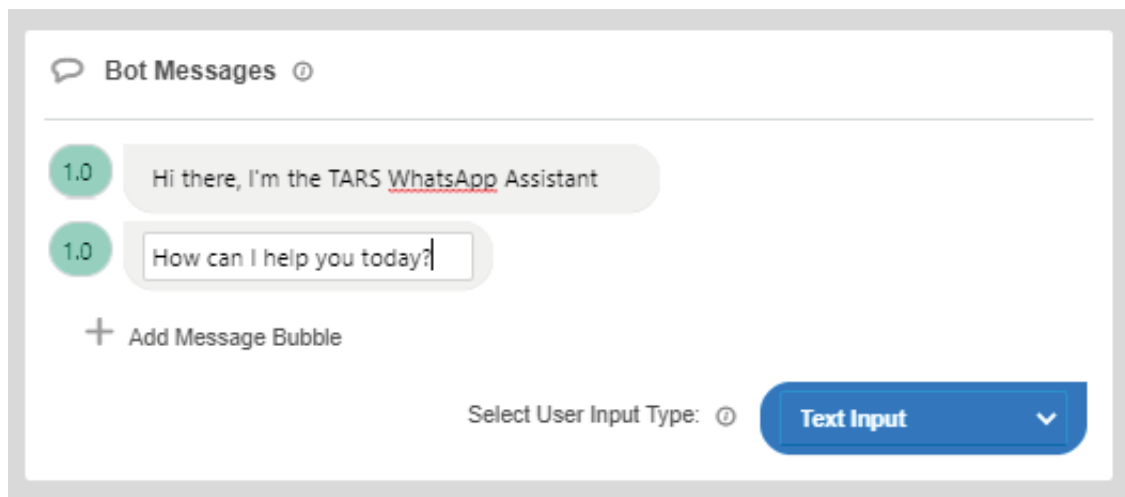 Bot Messages
1.0 Hi there, I'm the TARS WhatsApp Assistant
1.0 How can I help you today?
Add Message Bubble
Select User Input Type: Text Input